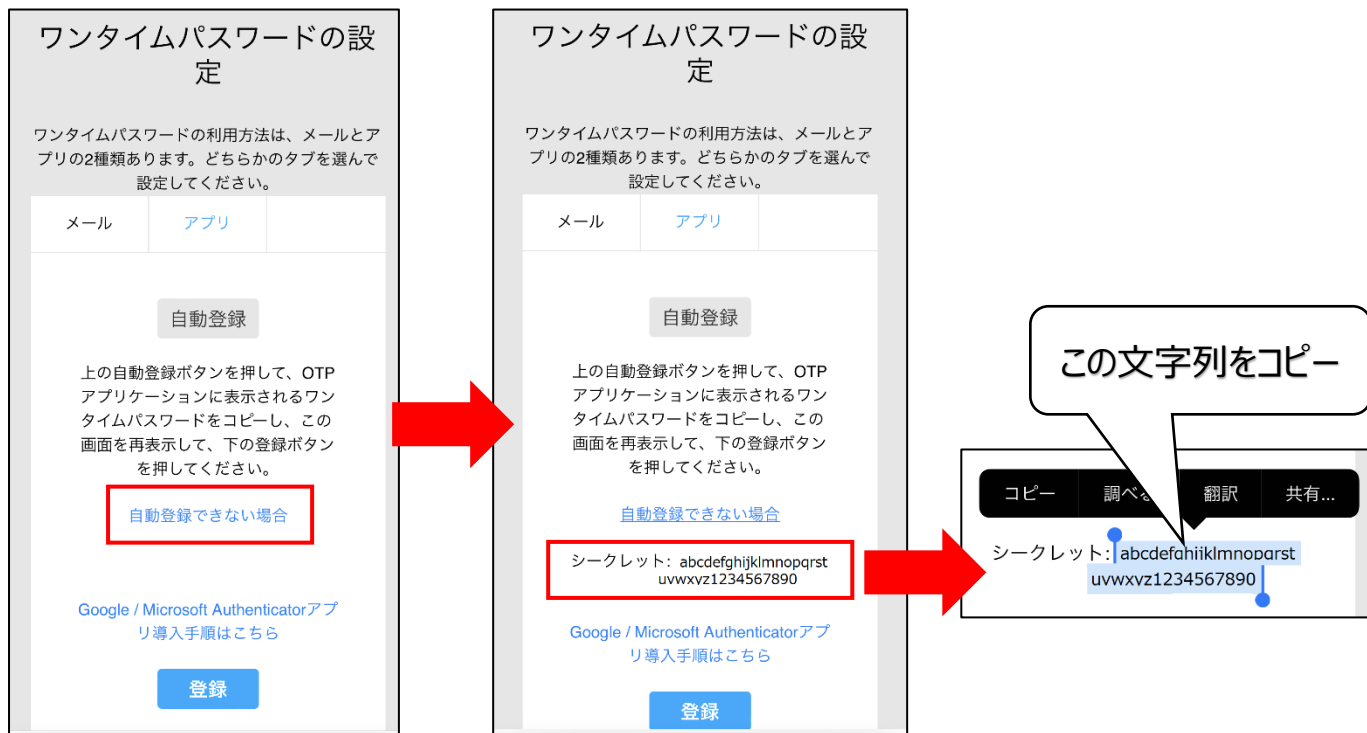 ワンタイムパスワードの設
定
ワンタイムパスワードの利用方法は、メールとア
プリの2種類あります。どちらかのタブを選んで
設定してください。
メール
アプリ
自動登録
上の自動登録ボタンを押して、OTP
アプリケーションに表示されるワン
タイムパスワードをコピーし、この
画面を再表示して、下の登録ボタン
を押してください。
自動登録できない場合
Google / Microsoft Authenticatorアプ
リ導入手順はこちら
登録
ワンタイムパスワードの設
定
ワンタイムパスワードの利用方法は、メールとア
プリの2種類あります。どちらかのタブを選んで
設定してください。
メール
アプリ
自動登録
上の自動登録ボタンを押して、OTP
アプリケーションに表示されるワン
タイムパスワードをコピーし、この
画面を再表示して、下の登録ボタン
を押してください。
自動登録できない場合
シークレット: abcdefghijklmnopqrst
uvwxyz1234567890
Google / Microsoft Authenticatorアプ
リ導入手順はこちら
登録
この文字列をコピー
コピー
調べる
翻訳
共有...
シークレット: abcdefghijklmnopqrst
uvwxyz1234567890